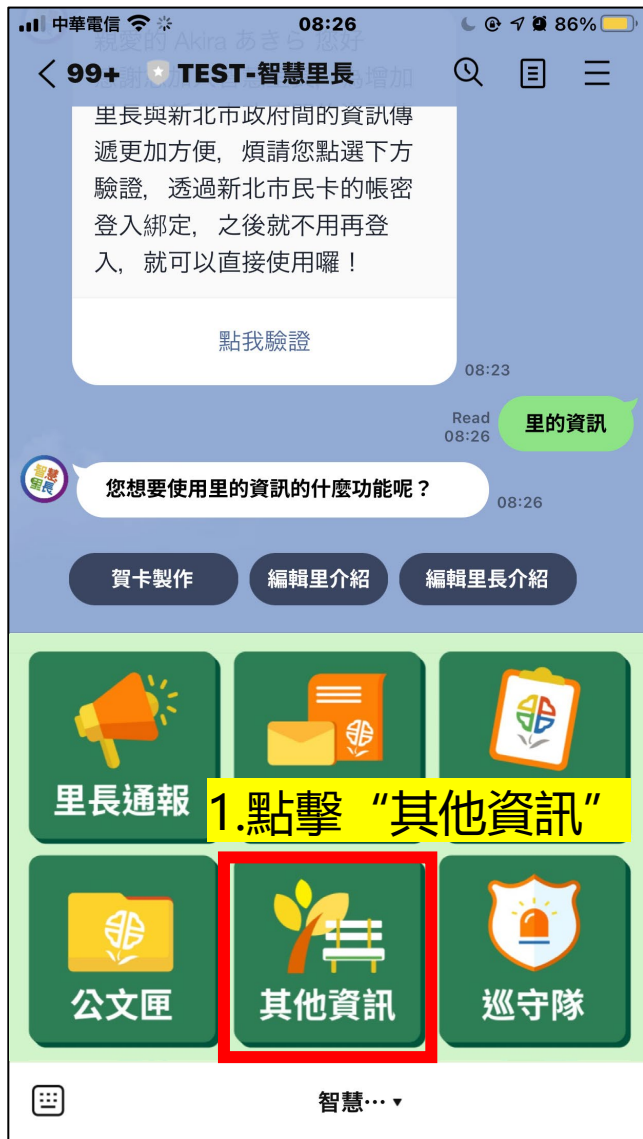 中華電信
08:26
86%
親愛的 Akira あきら 您好
99+
TEST-智慧里長
里長與新北市政府間的資訊傳
遞更加方便，煩請您點選下方
驗證，透過新北市民卡的帳密
登入綁定，之後就不用再登
入，就可以直接使用囉！
點我驗證
08:23
Read
08:26
里的資訊
智慧
里長
您想要使用里的資訊的什麼功能呢？
08:26
賀卡製作
編輯里介紹
編輯里長介紹
里長通報
1.點擊“其他資訊”
公文匣
其他資訊
巡守隊
智慧…